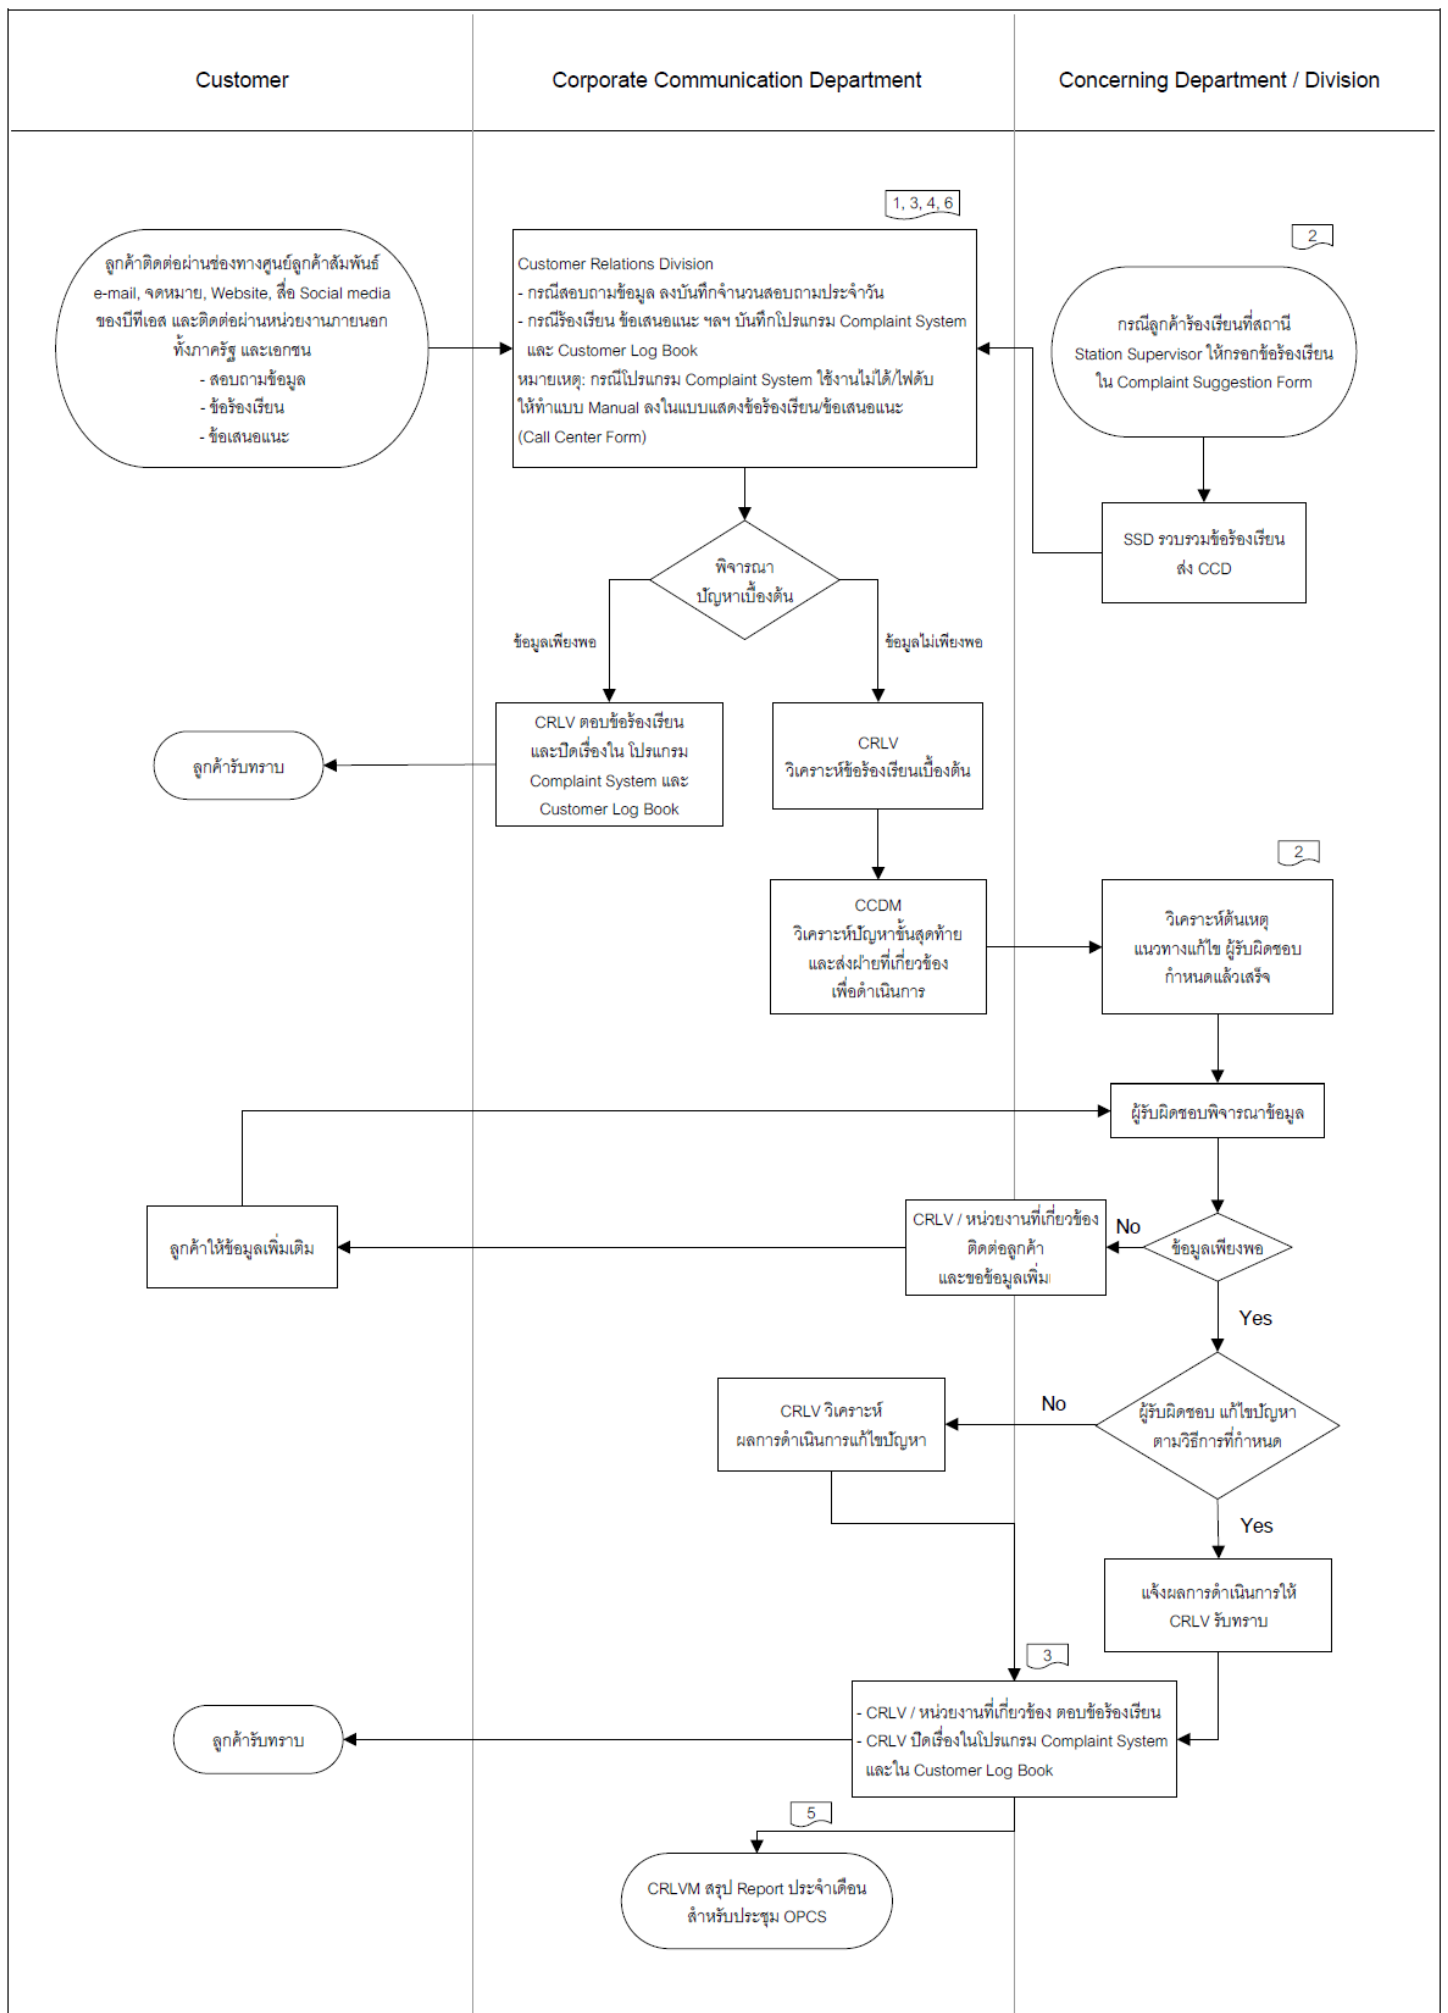 Customer
Corporate Communication Department
Concerning Department / Division
1, 3, 4, 6
2
ลูกค้าติดต่อผ่านช่องทางศูนย์ลูกค้าสัมพันธ์
e-mail, จดหมาย, Website, สื่อ Social media
ของบีทีเอส และติดต่อผ่านหน่วยงานภายนอก
ทั้งภาครัฐ และเอกชน
- สอบถามข้อมูล
- ข้อร้องเรียน
- ข้อเสนอแนะ
Customer Relations Division
- กรณีสอบถามข้อมูล ลงบันทึกจำนวนสอบถามประจำวัน
- กรณีร้องเรียน ข้อเสนอแนะ ฯลฯ บันทึกโปรแกรม Complaint System
และ Customer Log Book
หมายเหตุ: กรณีโปรแกรม Complaint System ใช้งานไม่ได้/ไฟดับ
ให้ทำแบบ Manual ลงในแบบแสดงข้อร้องเรียน/ข้อเสนอแนะ
(Call Center Form)
กรณีลูกค้าร้องเรียนที่สถานี
Station Supervisor ให้กรอกข้อร้องเรียน
ใน Complaint Suggestion Form
SSD รวบรวมข้อร้องเรียน
ส่ง CCD
พิจารณา
ปัญหาเบื้องต้น
ข้อมูลเพียงพอ
ข้อมูลไม่เพียงพอ
ลูกค้ารับทราบ
CRLV ตอบข้อร้องเรียน
และปิดเรื่องใน โปรแกรม
Complaint System และ
Customer Log Book
CRLV
วิเคราะห์ข้อร้องเรียนเบื้องต้น
2
CCDM
วิเคราะห์ปัญหาขั้นสุดท้าย
และส่งฝ่ายที่เกี่ยวข้อง
เพื่อดำเนินการ
วิเคราะห์ต้นเหตุ
แนวทางแก้ไข ผู้รับผิดชอบ
กำหนดแล้วเสร็จ
ผู้รับผิดชอบพิจารณาข้อมูล
ลูกค้าให้ข้อมูลเพิ่มเติม
CRLV / หน่วยงานที่เกี่ยวข้อง
ติดต่อลูกค้า
และขอข้อมูลเพิ่ม
No
ข้อมูลเพียงพอ
Yes
CRLV วิเคราะห์
ผลการดำเนินการแก้ไขปัญหา
No
ผู้รับผิดชอบ แก้ไขปัญหา
ตามวิธีการที่กำหนด
Yes
แจ้งผลการดำเนินการให้
CRLV รับทราบ
3
ลูกค้ารับทราบ
- CRLV / หน่วยงานที่เกี่ยวข้อง ตอบข้อร้องเรียน
- CRLV ปิดเรื่องในโปรแกรม Complaint System
และใน Customer Log Book
5
CRLVM สรุป Report ประจำเดือน
สำหรับประชุม OPCS